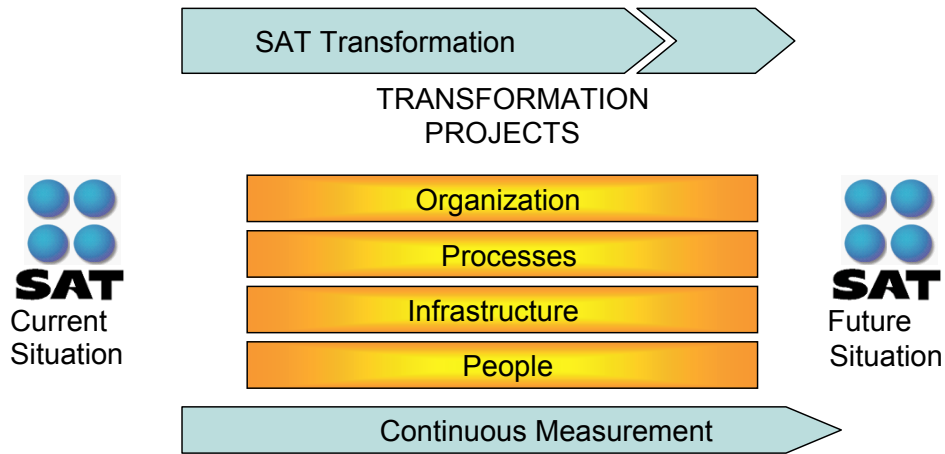 SAT Transformation
TRANSFORMATION
PROJECTS
SAT
Current
Situation
Organization
Processes
Infrastructure
People
SAT
Future
Situation
Continuous Measurement